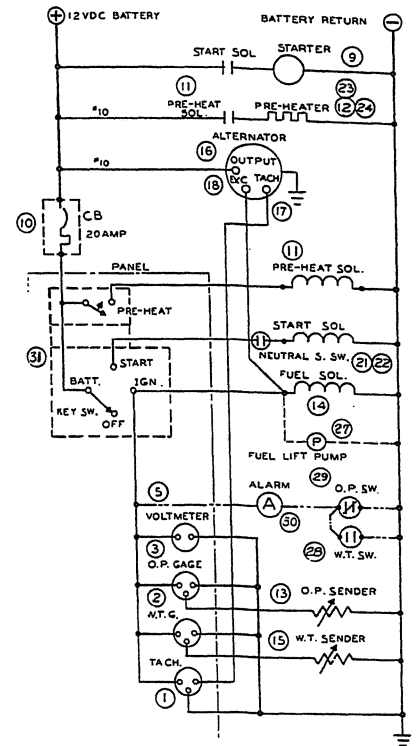 + 12VDC BATTERY
BATTERY RETURN −
START SOL
STARTER
9
11
23
#10
PRE-HEAT SOL.
PRE-HEATER
12 24
ALTERNATOR
#10
16
OUTPUT
18
EXC
TACH
17
10
CB
20AMP
PANEL
11
PRE-HEAT SOL.
PRE-HEAT
START SOL
31
START
NEUTRAL S. SW.
21 22
BATT.
IGN.
FUEL SOL.
KEY SW.
OFF
14
27
P
FUEL LIFT PUMP
29
5
ALARM
A
O.P. SW.
30
VOLTMETER
28
W.T. SW.
3
O.P. GAGE
13
O.P. SENDER
2
W.T.G.
15
W.T. SENDER
TACH.
1